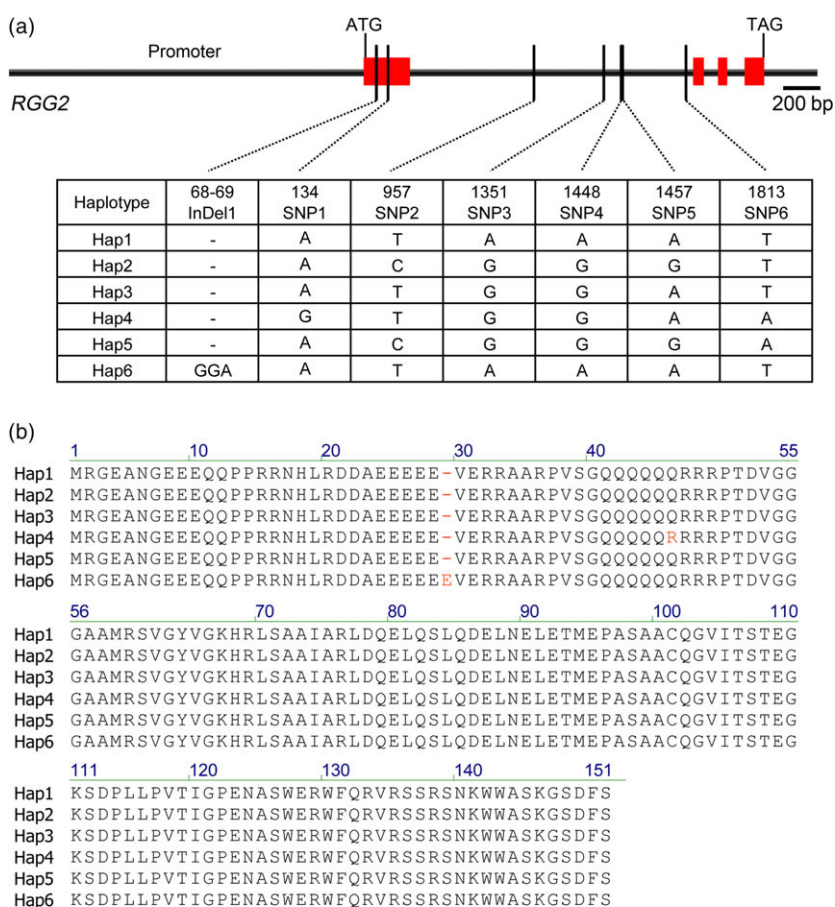 (a)
ATG
TAG
Promoter
RGG2
200 bp
Haplotype 68-69 InDel1 134 SNP1 957 SNP2 1351 SNP3 1448 SNP4 1457 SNP5 1813 SNP6
Hap1 - A T A A A T
Hap2 - A C G G G T
Hap3 - A T G G A T
Hap4 - G T G G A A
Hap5 - A C G G G A
Hap6 GGA A T A A A T
(b)
1 10 20 30 40 55
Hap1 MRGEANGEEEQQPPRRNHLRDDAEEEEE-VERRAARPVSGQQQQQQRRRPTDVGG
Hap2 MRGEANGEEEQQPPRRNHLRDDAEEEEE-VERRAARPVSGQQQQQQRRRPTDVGG
Hap3 MRGEANGEEEQQPPRRNHLRDDAEEEEE-VERRAARPVSGQQQQQQRRRPTDVGG
Hap4 MRGEANGEEEQQPPRRNHLRDDAEEEEE-VERRAARPVSGQQQQQRRRRPTDVGG
Hap5 MRGEANGEEEQQPPRRNHLRDDAEEEEE-VERRAARPVSGQQQQQQRRRPTDVGG
Hap6 MRGEANGEEEQQPPRRNHLRDDAEEEEEEVERRAARPVSGQQQQQQRRRPTDVGG
56 70 80 90 100 110
Hap1 GAAMRSVGYVGKHRLSAAIARLDQELQSLQDELNELETMEPASAACQGVITSTEG
Hap2 GAAMRSVGYVGKHRLSAAIARLDQELQSLQDELNELETMEPASAACQGVITSTEG
Hap3 GAAMRSVGYVGKHRLSAAIARLDQELQSLQDELNELETMEPASAACQGVITSTEG
Hap4 GAAMRSVGYVGKHRLSAAIARLDQELQSLQDELNELETMEPASAACQGVITSTEG
Hap5 GAAMRSVGYVGKHRLSAAIARLDQELQSLQDELNELETMEPASAACQGVITSTEG
Hap6 GAAMRSVGYVGKHRLSAAIARLDQELQSLQDELNELETMEPASAACQGVITSTEG
111 120 130 140 151
Hap1 KSDPLLPVTIGPENASWERWFQRVRSSRSNKWWASKGSDFS
Hap2 KSDPLLPVTIGPENASWERWFQRVRSSRSNKWWASKGSDFS
Hap3 KSDPLLPVTIGPENASWERWFQRVRSSRSNKWWASKGSDFS
Hap4 KSDPLLPVTIGPENASWERWFQRVRSSRSNKWWASKGSDFS
Hap5 KSDPLLPVTIGPENASWERWFQRVRSSRSNKWWASKGSDFS
Hap6 KSDPLLPVTIGPENASWERWFQRVRSSRSNKWWASKGSDFS